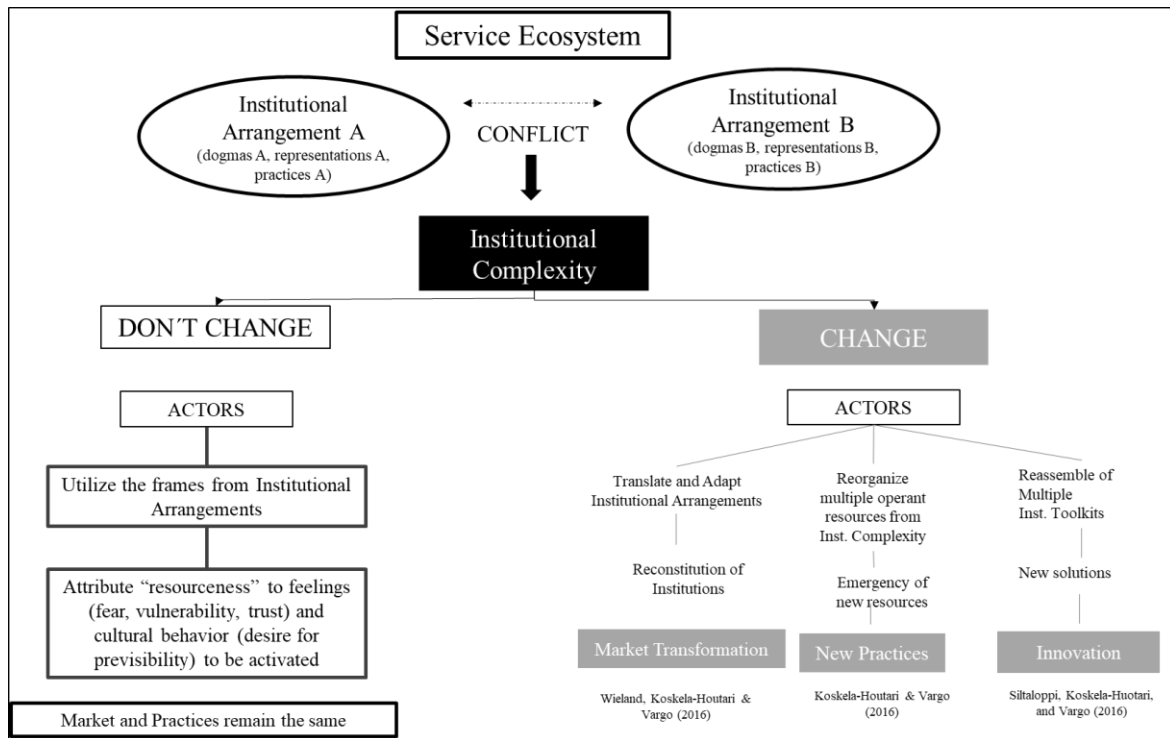 Service Ecosystem
Institutional
Arrangement A
(dogmas A, representations A,
practices A)
CONFLICT
Institutional
Arrangement B
(dogmas B, representations B,
practices B)
Institutional
Complexity
DON´T CHANGE
CHANGE
ACTORS
Utilize the frames from Institutional
Arrangements
Attribute “resourceness” to feelings
(fear, vulnerability, trust) and
cultural behavior (desire for
previsibility) to be activated
Market and Practices remain the same
ACTORS
Translate and Adapt
Institutional Arrangements
Reconstitution of
Institutions
Market Transformation
Wieland, Koskela-Houtari &
Vargo (2016)
Reorganize
multiple operant
resources from
Inst. Complexity
Emergency of
new resources
New Practices
Koskela-Houtari & Vargo
(2016)
Reassemble of
Multiple
Inst. Toolkits
New solutions
Innovation
Siltaloppi, Koskela-Huotari,
and Vargo (2016)